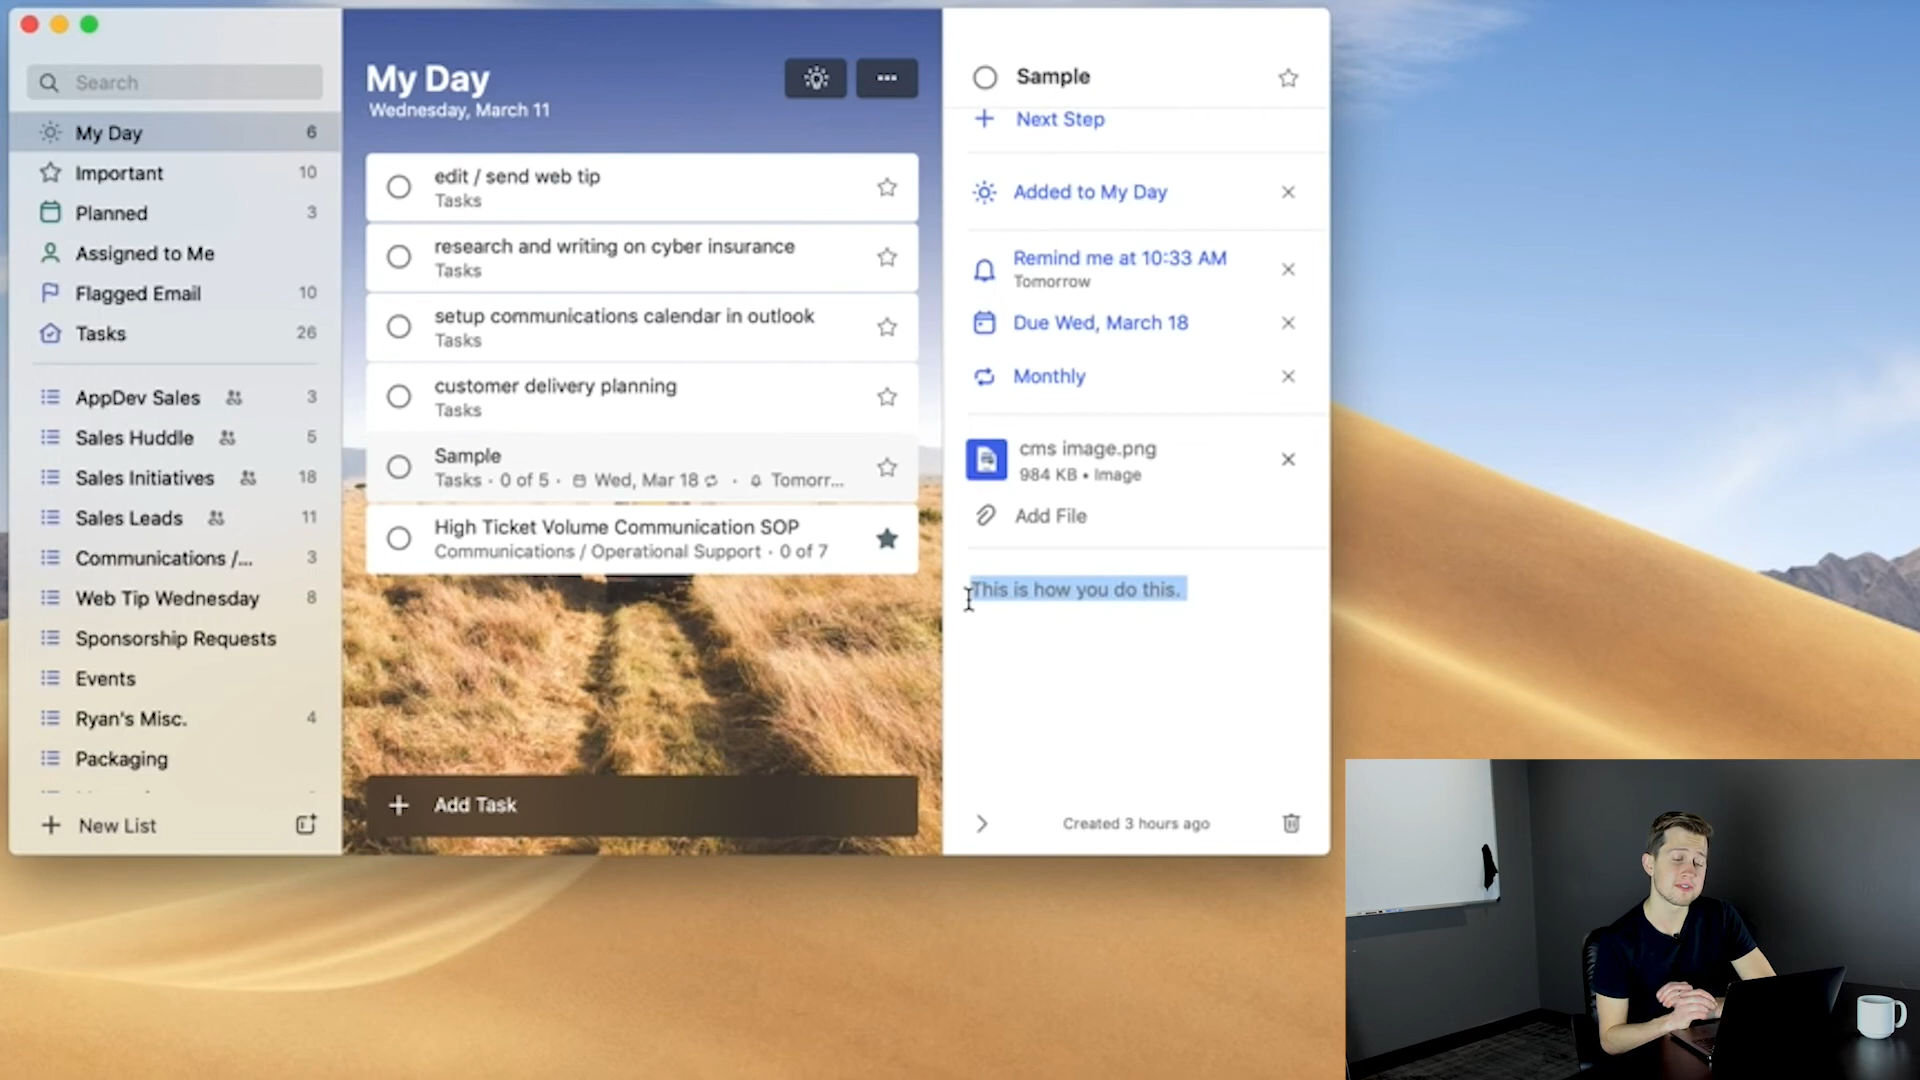 Search
My Day 6
Important 10
Planned 3
Assigned to Me
Flagged Email 10
Tasks 26
AppDev Sales 3
Sales Huddle 5
Sales Initiatives 18
Sales Leads 11
Communications /... 3
Web Tip Wednesday 8
Sponsorship Requests
Events
Ryan's Misc. 4
Packaging
New List
My Day
Wednesday, March 11
edit / send web tip
Tasks
research and writing on cyber insurance
Tasks
setup communications calendar in outlook
Tasks
customer delivery planning
Tasks
Sample
Tasks · 0 of 5 · Wed, Mar 18 · Tomorr...
High Ticket Volume Communication SOP
Communications / Operational Support · 0 of 7
Add Task
Sample
Next Step
Added to My Day
Remind me at 10:33 AM
Tomorrow
Due Wed, March 18
Monthly
cms image.png
984 KB • Image
Add File
This is how you do this.
Created 3 hours ago